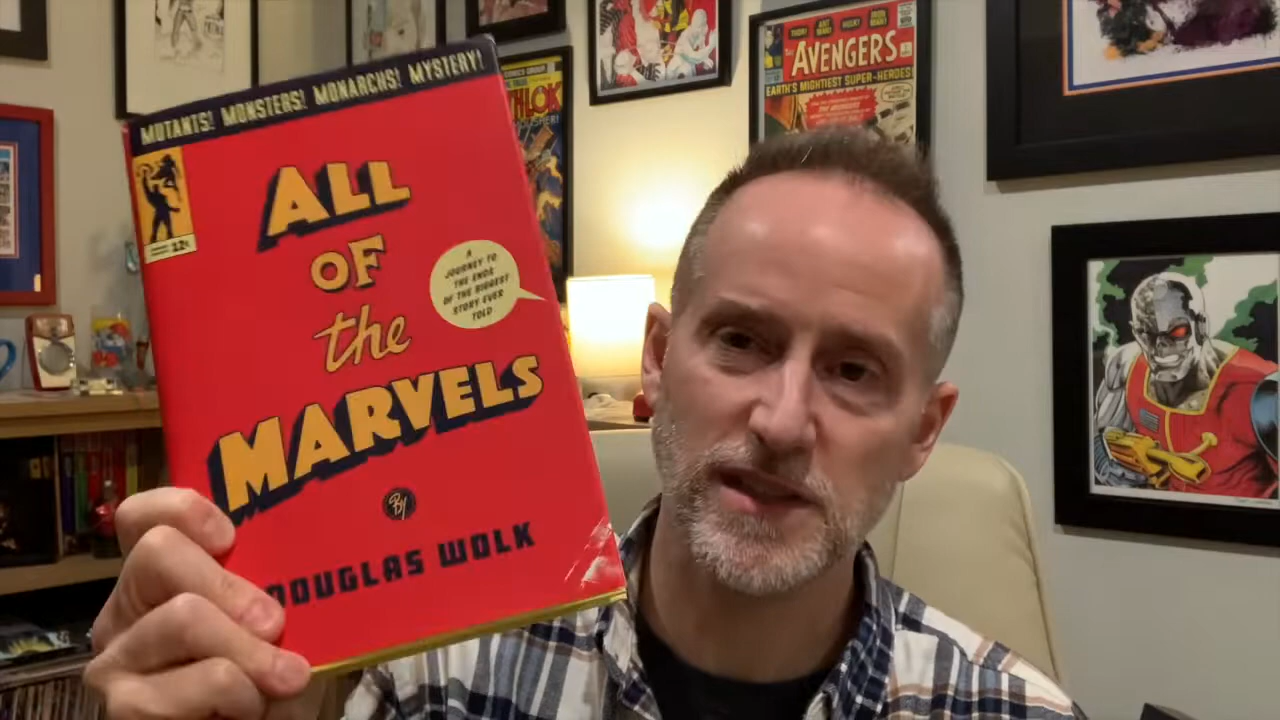 MUTANTS! MONSTERS! MONARCHS! MYSTERY!
ALL
OF
the
MARVELS
A
JOURNEY TO
THE ENDS
OF THE BIGGEST
STORY EVER
TOLD
12¢
By
DOUGLAS WOLK
AVENGERS
EARTH'S MIGHTIEST SUPER-HEROES!